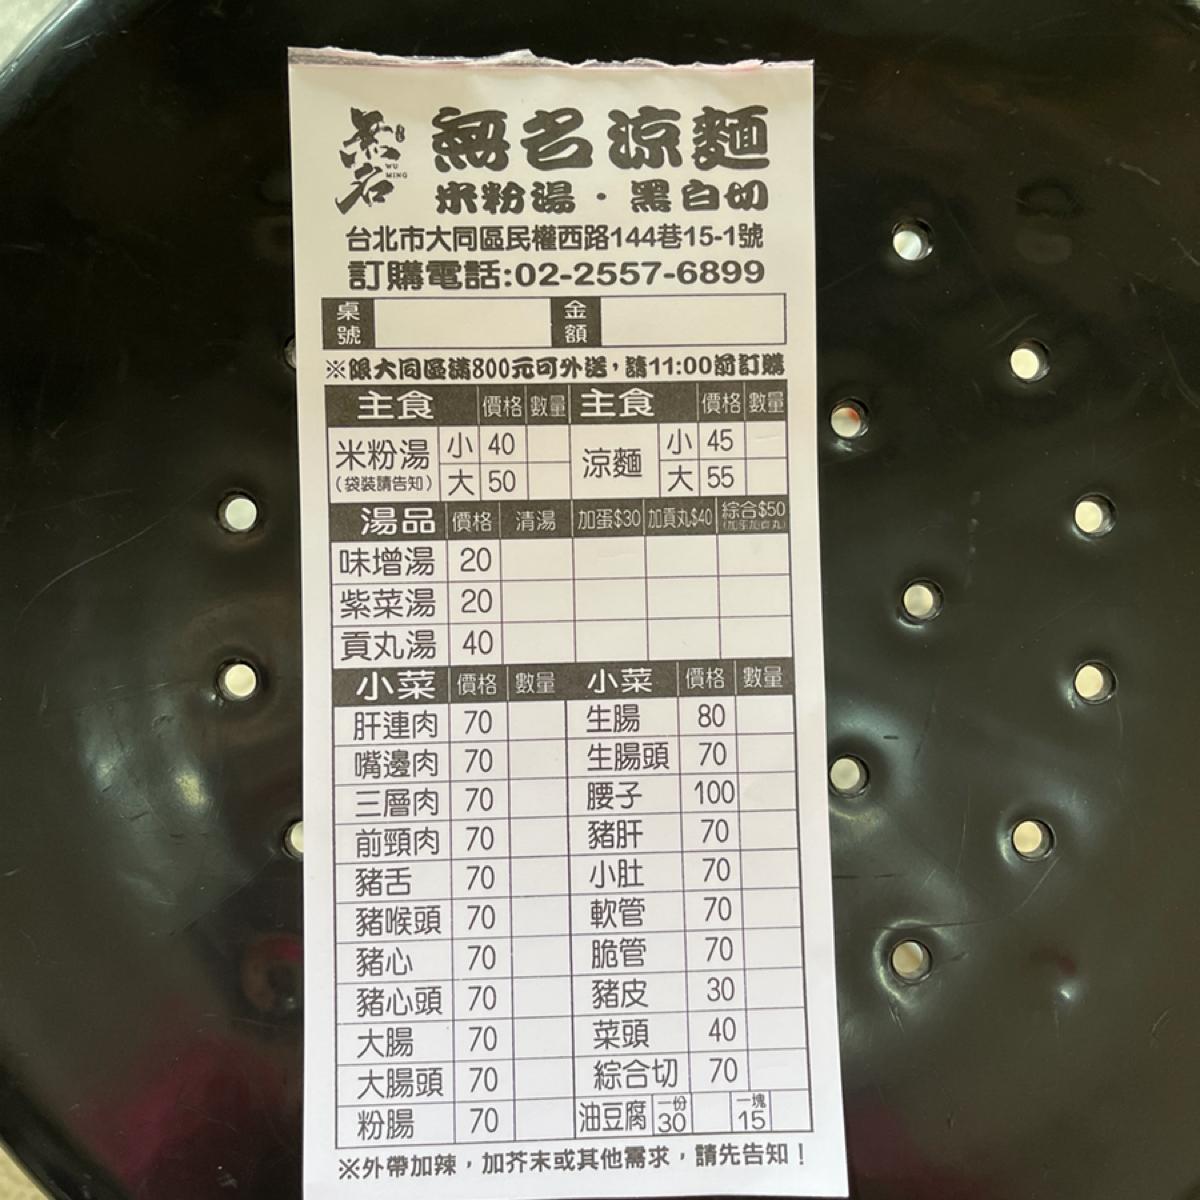 無名 WU MING
無名涼麵
米粉湯・黑白切
台北市大同區民權西路144巷15-1號
訂購電話:02-2557-6899
桌號 金額
※限大同區滿800元可外送，請11:00前訂購
主食 價格 數量 主食 價格 數量
米粉湯 小 40 涼麵 小 45
(袋裝請告知) 大 50 大 55
湯品 價格 清湯 加蛋$30 加貢丸$40 綜合$50
(加蛋加貢丸)
味增湯 20
紫菜湯 20
貢丸湯 40
小菜 價格 數量 小菜 價格 數量
肝連肉 70 生腸 80
嘴邊肉 70 生腸頭 70
三層肉 70 腰子 100
前頸肉 70 豬肝 70
豬舌 70 小肚 70
豬喉頭 70 軟管 70
豬心 70 脆管 70
豬心頭 70 豬皮 30
大腸 70 菜頭 40
大腸頭 70 綜合切 70
粉腸 70 油豆腐 一份 30 一塊 15
※外帶加辣，加芥末或其他需求，請先告知！